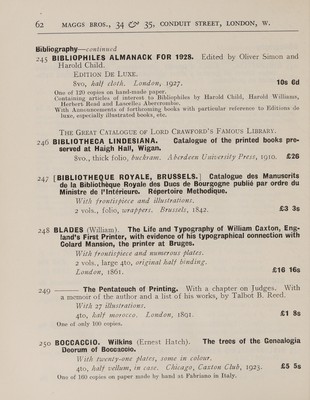 62 MAGGS BROS., 34 & 35, CONDUIT STREET, LONDON, W.
Bibliography—continued
245 BIBLIOPHILES ALMANACK FOR 1928. Edited by Oliver Simon and
Harold Child.
EDITION DE LUXE.
8vo, half cloth. London, 1927. 10s 6d
One of 120 copies on hand-made paper.
Containing articles of interest to Bibliophiles by Harold Child, Harold Williams,
Herbert Read and Lascelles Abercrombie.
With Announcements of forthcoming books with particular reference to Editions de
luxe, especially illustrated books, etc.
THE GREAT CATALOGUE OF LORD CRAWFORD'S FAMOUS LIBRARY.
246 BIBLIOTHECA LINDESIANA. Catalogue of the printed books pre-
served at Haigh Hall, Wigan.
8vo., thick folio, buckram. Aberdeen University Press, 1910. £26
247 [BIBLIOTHEQUE ROYALE, BRUSSELS.] Catalogue des Manuscrits
de la Bibliothèque Royale des Ducs de Bourgogne publié par ordre du
Ministre de l'Intérieure. Répertoire Methodique.
With frontispiece and illustrations.
2 vols., folio, wrappers. Brussels, 1842. £3 3s
248 BLADES (William). The Life and Typography of William Caxton, Eng-
land's First Printer, with evidence of his typographical connection with
Colard Mansion, the printer at Bruges.
With frontispiece and numerous plates.
2 vols., large 4to, original half binding.
London, 1861. £16 16s
249 ——— The Pentateuch of Printing. With a chapter on Judges. With
a memoir of the author and a list of his works, by Talbot B. Reed.
With 27 illustrations.
4to, half morocco. London, 1891. £1 8s
One of only 100 copies.
250 BOCCACCIO. Wilkins (Ernest Hatch). The trees of the Genealogia
Deorum of Boccaccio.
With twenty-one plates, some in colour.
4to, half vellum, in case. Chicago, Caxton Club, 1923. £5 5s
One of 160 copies on paper made by hand at Fabriano in Italy.